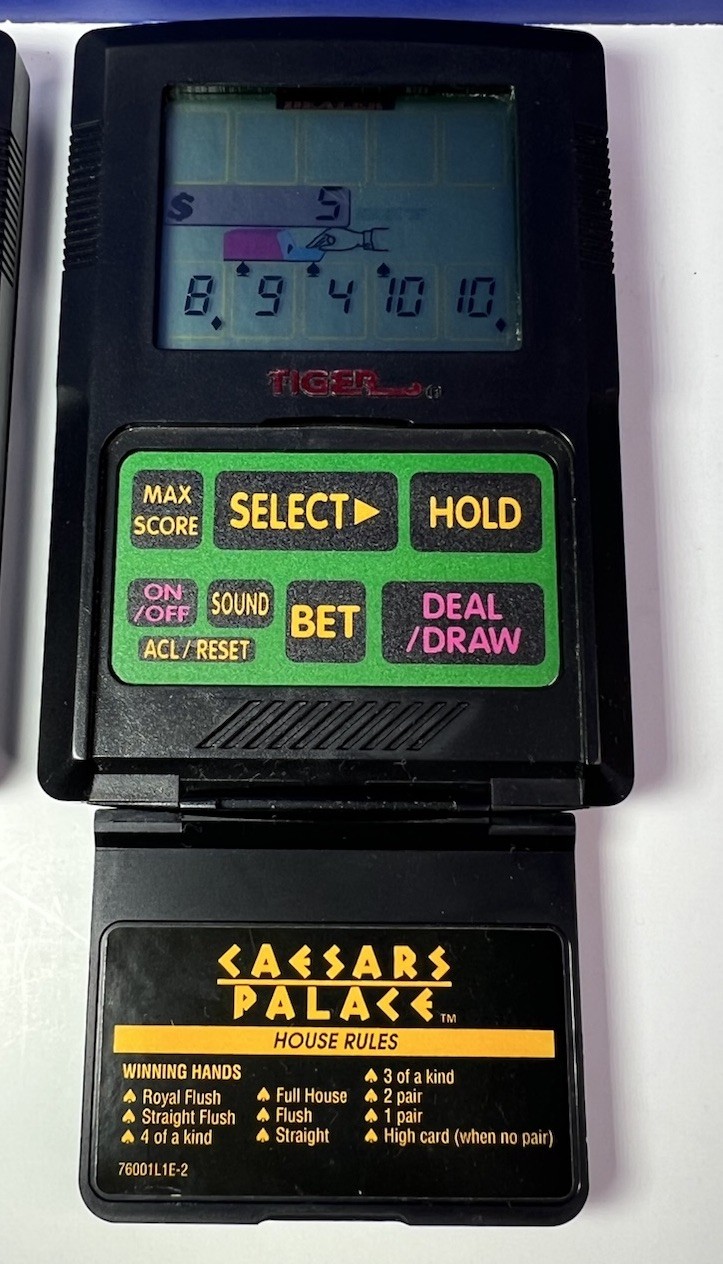 DEALER
$ 5
8♦ 9♠ 4♠ 10♠ 10♦
TIGER®
MAX SCORE
SELECT▶
HOLD
ON/OFF
SOUND
BET
DEAL/DRAW
ACL / RESET
CAESARS
PALACE™
HOUSE RULES
WINNING HANDS
♠ Royal Flush
♠ Straight Flush
♠ 4 of a kind
♠ Full House
♠ Flush
♠ Straight
♠ 3 of a kind
♠ 2 pair
♠ 1 pair
♠ High card (when no pair)
76001L1E-2